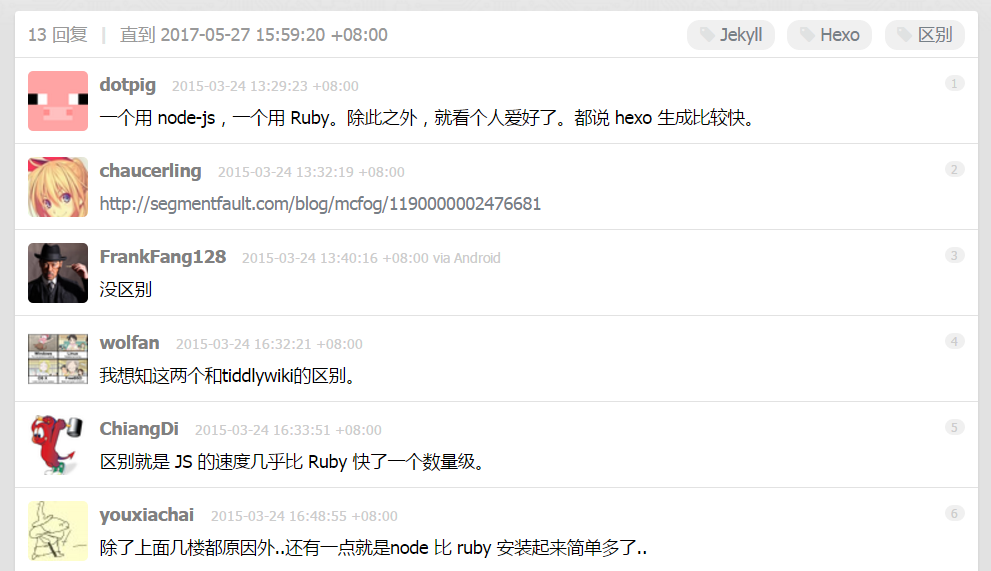 13 回复 | 直到 2017-05-27 15:59:20 +08:00 Jekyll Hexo 区别
dotpig 2015-03-24 13:29:23 +08:00 1
一个用 node-js，一个用 Ruby。除此之外，就看个人爱好了。都说 hexo 生成比较快。
chaucerling 2015-03-24 13:32:19 +08:00 2
http://segmentfault.com/blog/mcfog/1190000002476681
FrankFang128 2015-03-24 13:40:16 +08:00 via Android 3
没区别
wolfan 2015-03-24 16:32:21 +08:00 4
我想知这两个和tiddlywiki的区别。
ChiangDi 2015-03-24 16:33:51 +08:00 5
区别就是 JS 的速度几乎比 Ruby 快了一个数量级。
youxiachai 2015-03-24 16:48:55 +08:00 6
除了上面几楼都原因外..还有一点就是node 比 ruby 安装起来简单多了..